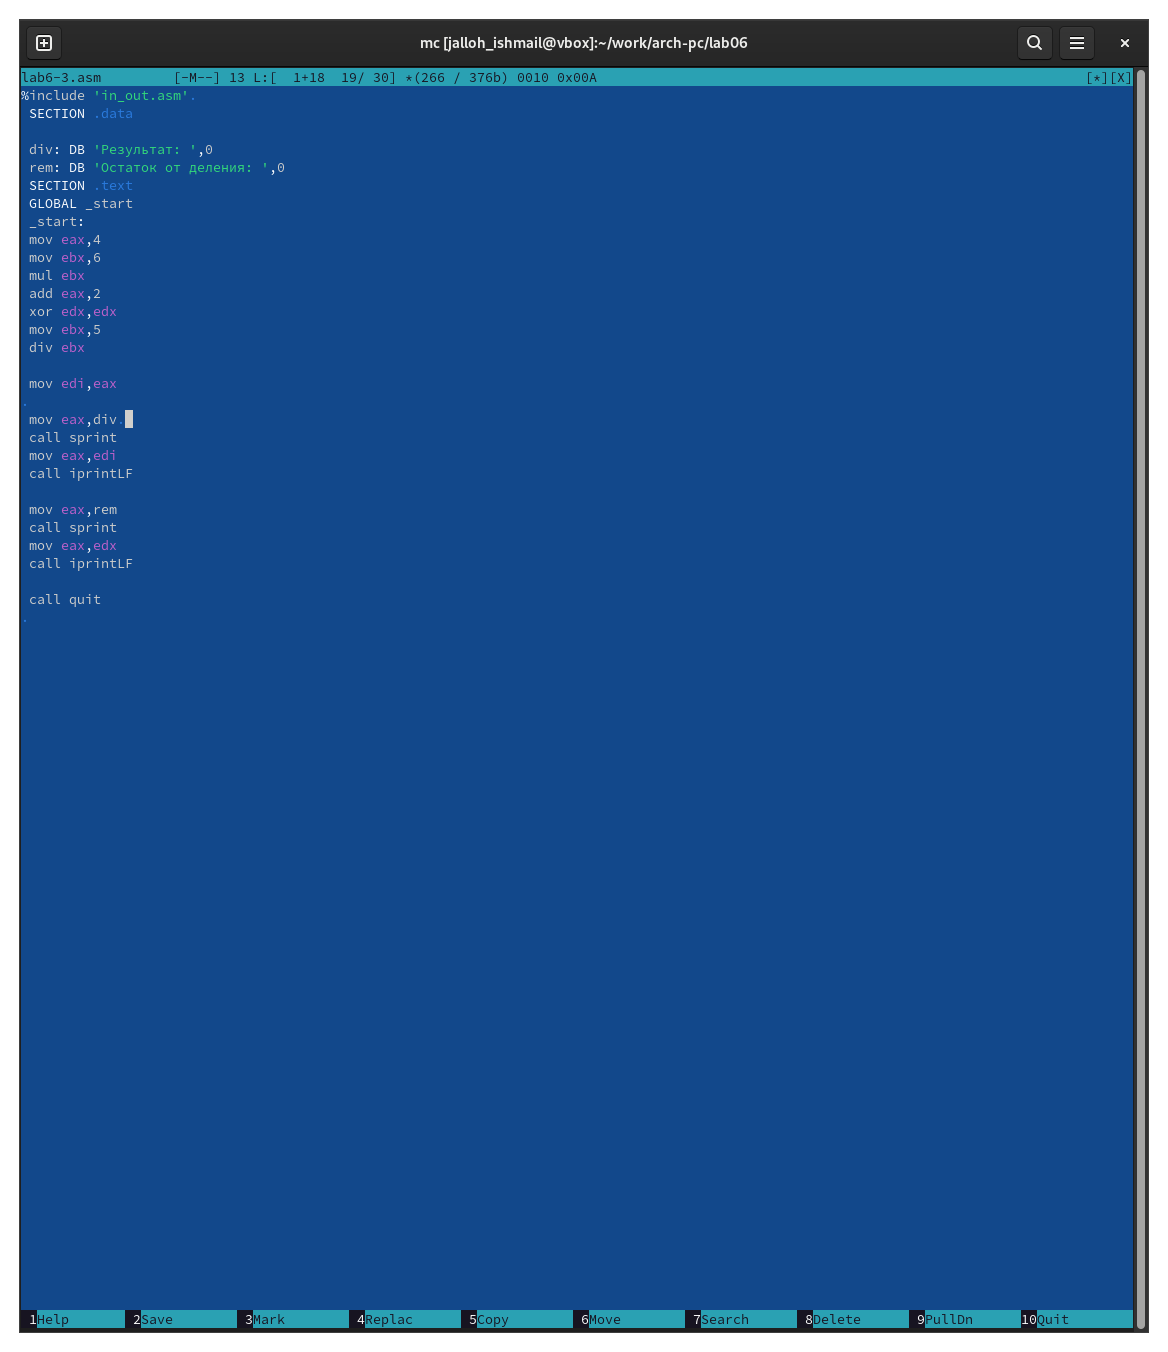 mc [jalloh_ishmail@vbox]:~/work/arch-pc/lab06
lab6-3.asm [-M--] 13 L:[ 1+18 19/ 30] *(266 / 376b) 0010 0x00A [*][X]
%include 'in_out.asm'.
SECTION .data
div: DB 'Результат: ',0
rem: DB 'Остаток от деления: ',0
SECTION .text
GLOBAL _start
_start:
mov eax,4
mov ebx,6
mul ebx
add eax,2
xor edx,edx
mov ebx,5
div ebx
mov edi,eax
.
mov eax,div.
call sprint
mov eax,edi
call iprintLF
mov eax,rem
call sprint
mov eax,edx
call iprintLF
call quit
.
1Help 2Save 3Mark 4Replac 5Copy 6Move 7Search 8Delete 9PullDn 10Quit